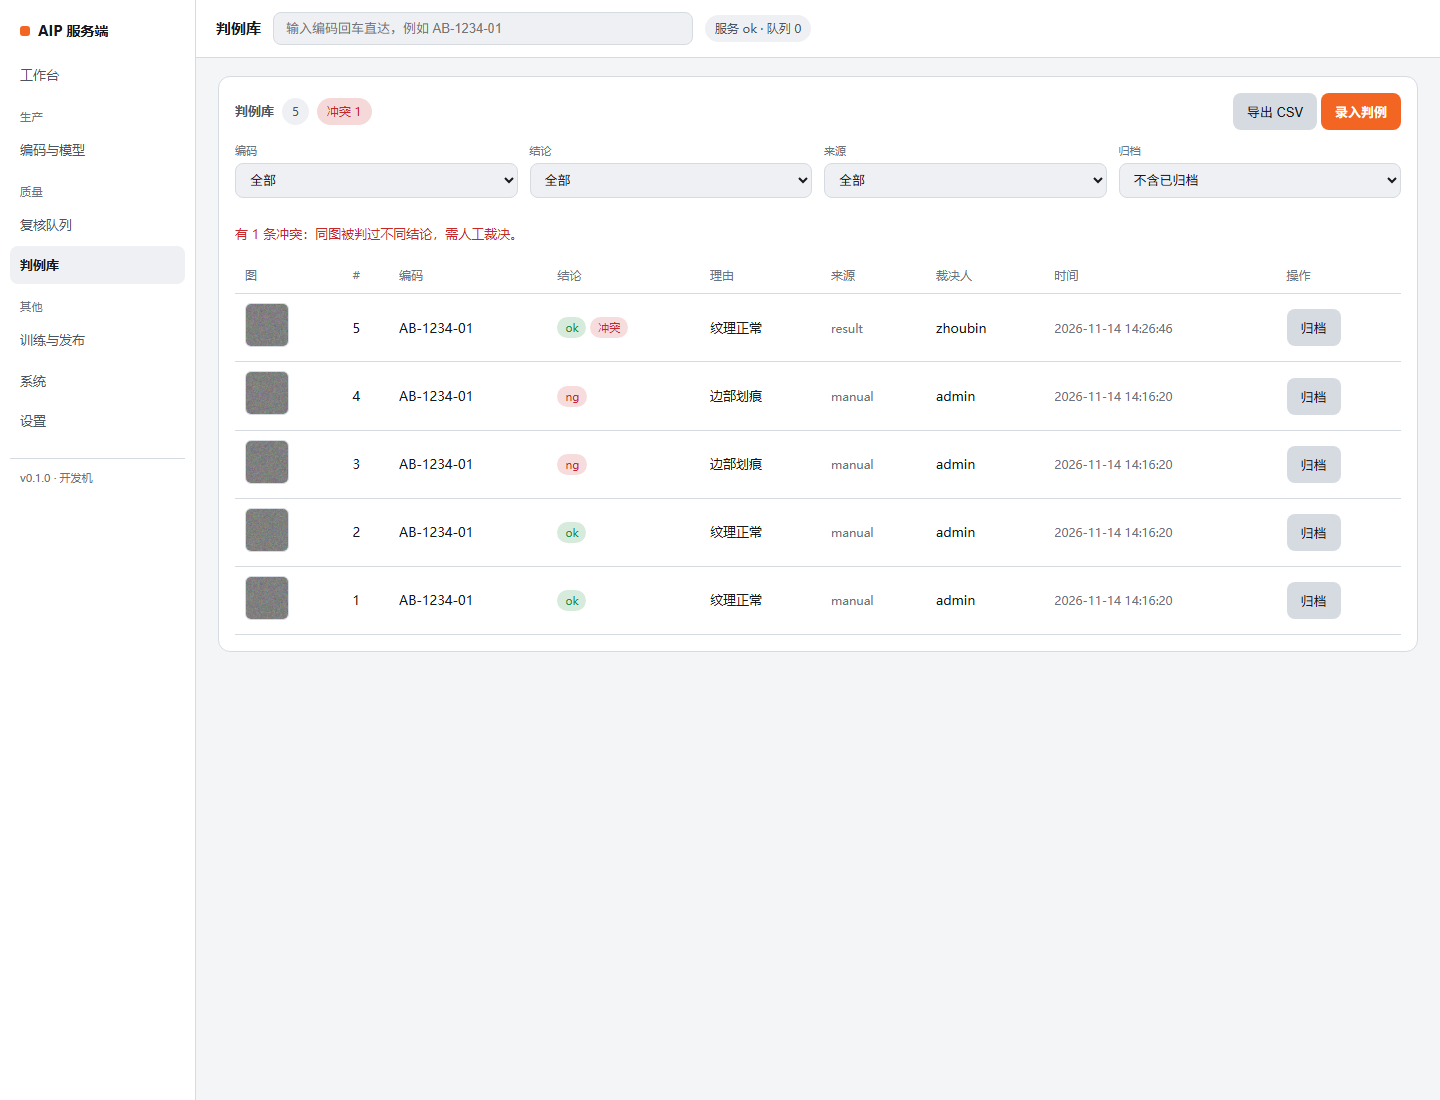 AIP 服务端
工作台
生产
编码与模型
质量
复核队列
判例库
其他
训练与发布
系统
设置
v0.1.0 · 开发机
判例库 输入编码回车直达，例如 AB-1234-01 服务 ok · 队列 0
判例库 5 冲突 1 导出 CSV 录入判例
编码 结论 来源 归档
全部 全部 全部 不含已归档
有 1 条冲突：同图被判过不同结论，需人工裁决。
图 # 编码 结论 理由 来源 裁决人 时间 操作
5 AB-1234-01 ok 冲突 纹理正常 result zhoubin 2026-11-14 14:26:46 归档
4 AB-1234-01 ng 边部划痕 manual admin 2026-11-14 14:16:20 归档
3 AB-1234-01 ng 边部划痕 manual admin 2026-11-14 14:16:20 归档
2 AB-1234-01 ok 纹理正常 manual admin 2026-11-14 14:16:20 归档
1 AB-1234-01 ok 纹理正常 manual admin 2026-11-14 14:16:20 归档